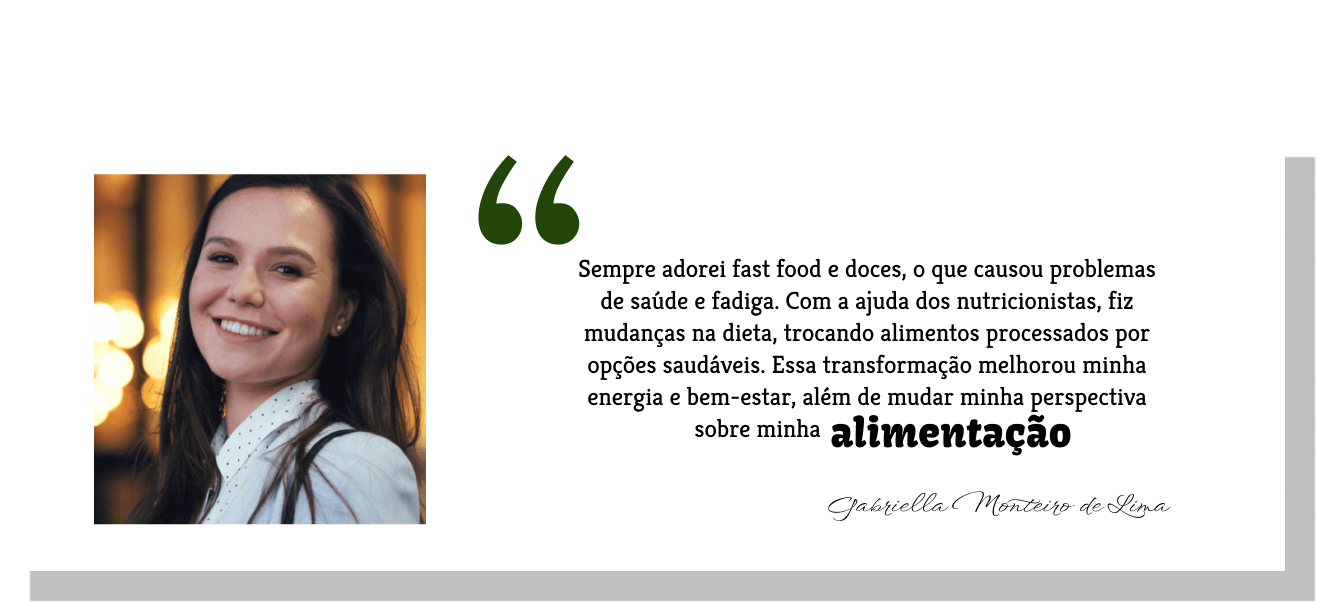 “
Sempre adorei fast food e doces, o que causou problemas
de saúde e fadiga. Com a ajuda dos nutricionistas, fiz
mudanças na dieta, trocando alimentos processados por
opções saudáveis. Essa transformação melhorou minha
energia e bem-estar, além de mudar minha perspectiva
sobre minha alimentação
Gabriella Monteiro de Lima